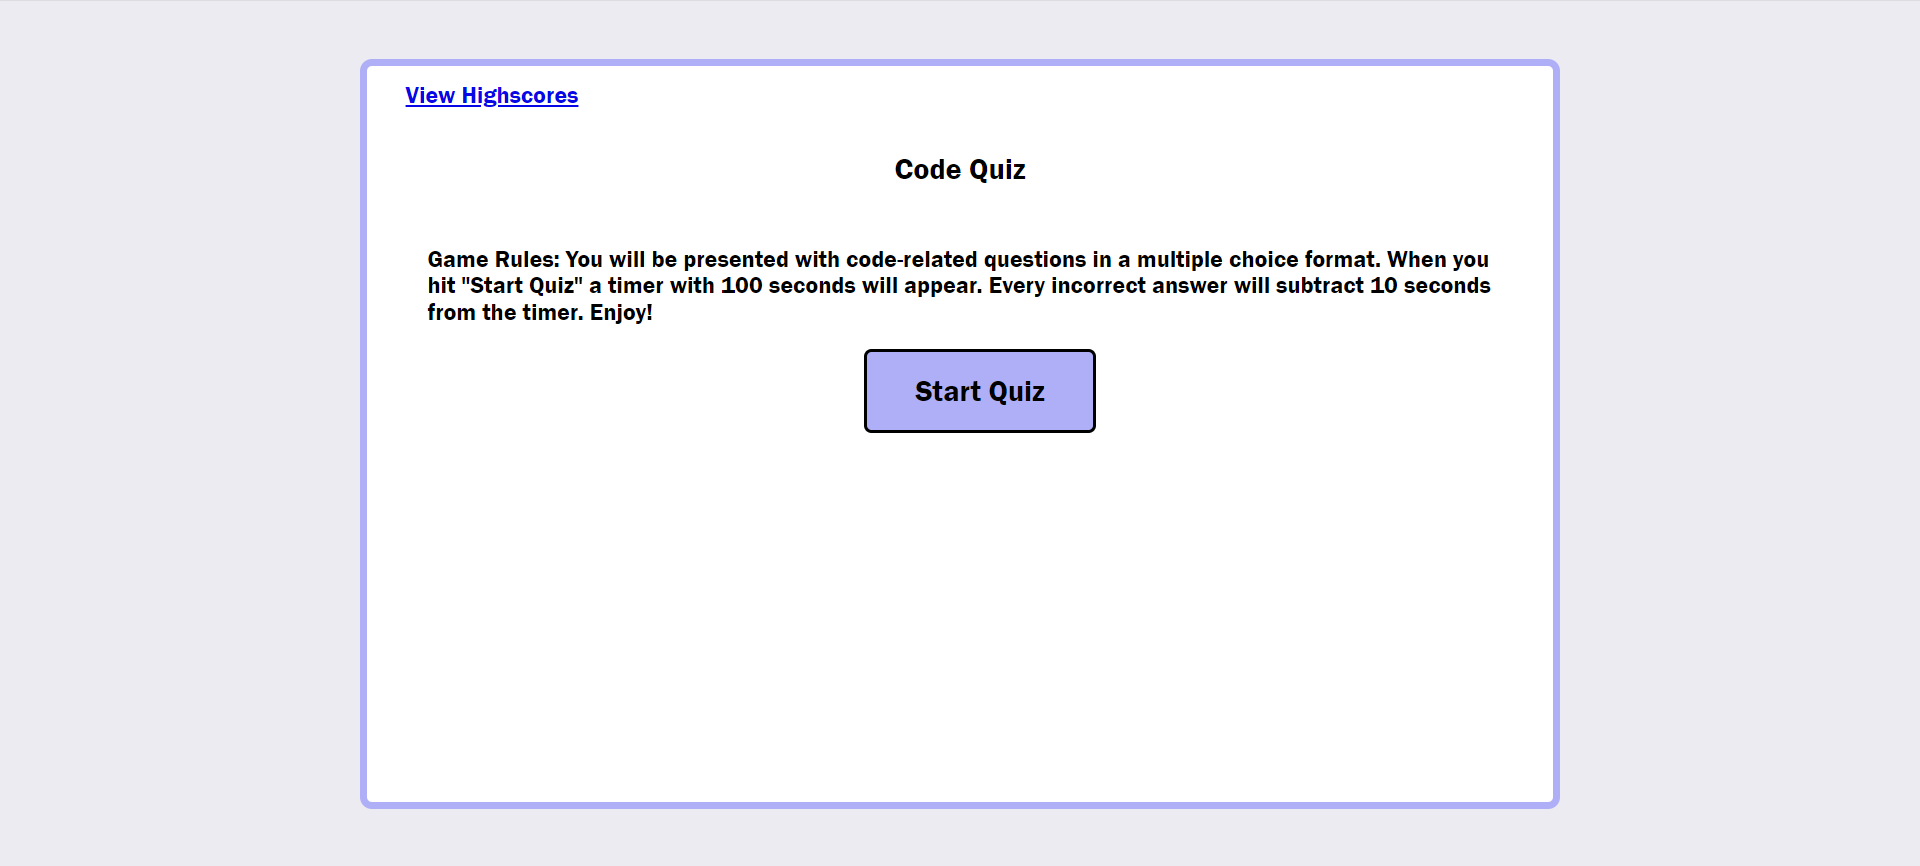 View Highscores
Code Quiz
Game Rules: You will be presented with code-related questions in a multiple choice format. When you
hit "Start Quiz" a timer with 100 seconds will appear. Every incorrect answer will subtract 10 seconds
from the timer. Enjoy!
Start Quiz